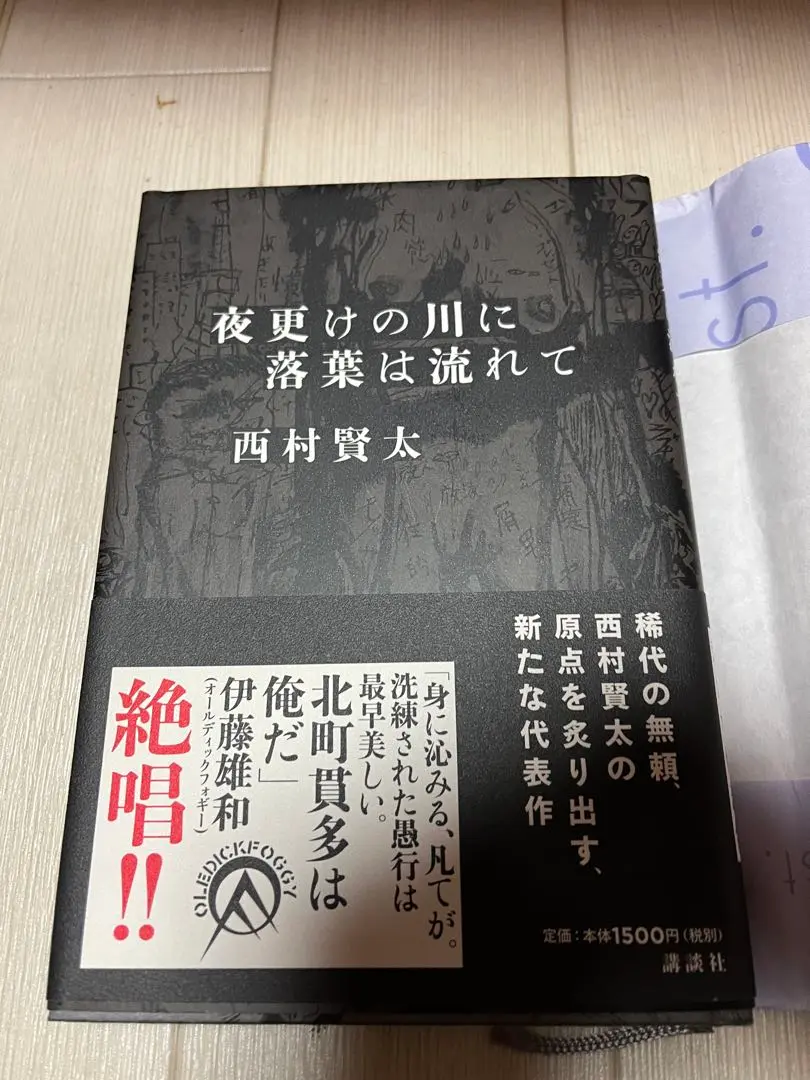 夜更けの川に
落葉は流れて
西村賢太
肉
慾
稀代の無頼、
西村賢太の
原点を炙り出す、
新たな代表作
「身に沁みる、凡てが。
洗練された愚行は
最早美しい。
北町貫多は
俺だ」
伊藤雄和
(オールディックフォギー)
絶唱!!
OLEDICKFOGGY
定価:本体1500円(税別)
講談社
st.
st.